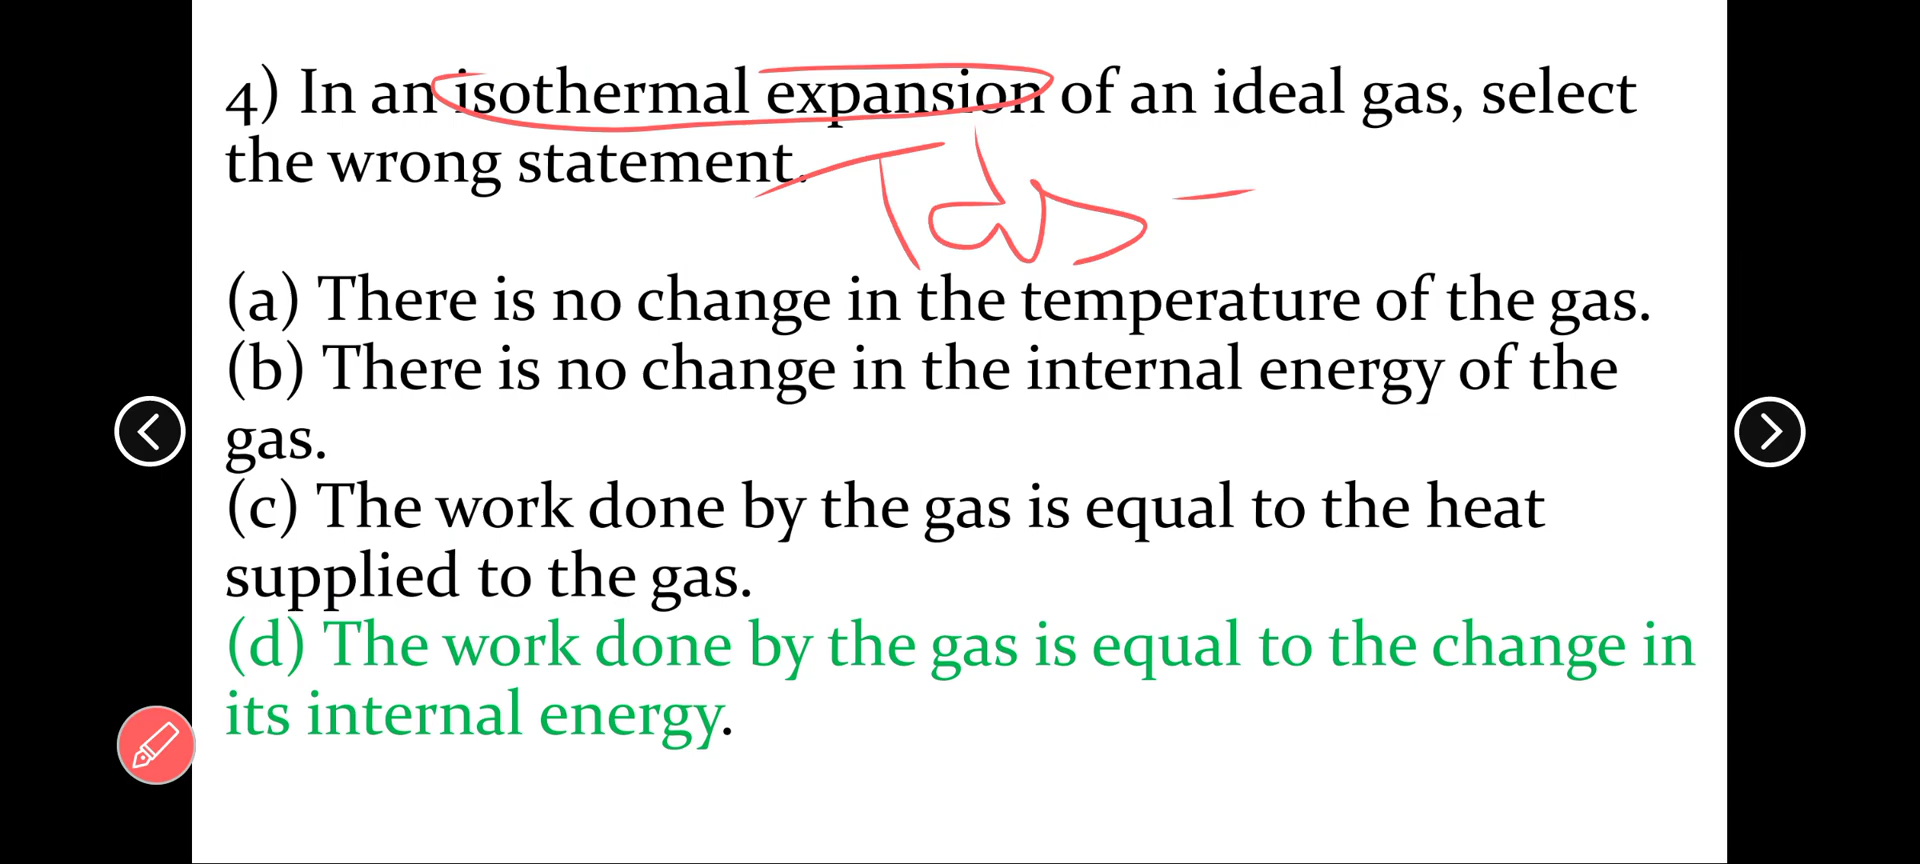 4) In an isothermal expansion of an ideal gas, select
the wrong statement.
Tds -
(a) There is no change in the temperature of the gas.
(b) There is no change in the internal energy of the
gas.
(c) The work done by the gas is equal to the heat
supplied to the gas.
(d) The work done by the gas is equal to the change in
its internal energy.